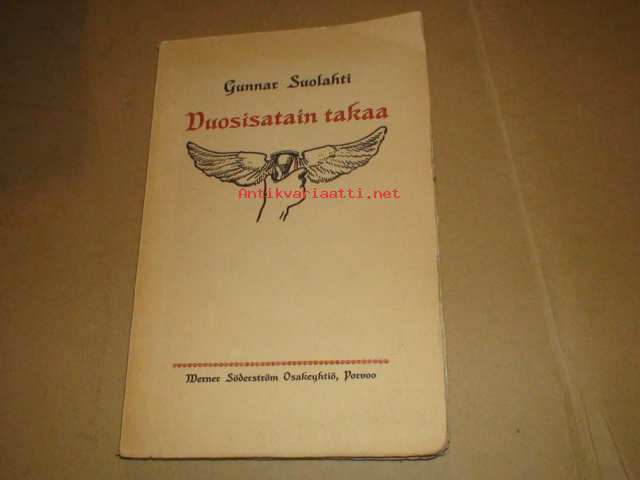 Gunnar Suolahti
Vuosisatain takaa
Antikvariaatti.net
Werner Söderström Osakeyhtiö, Porvoo